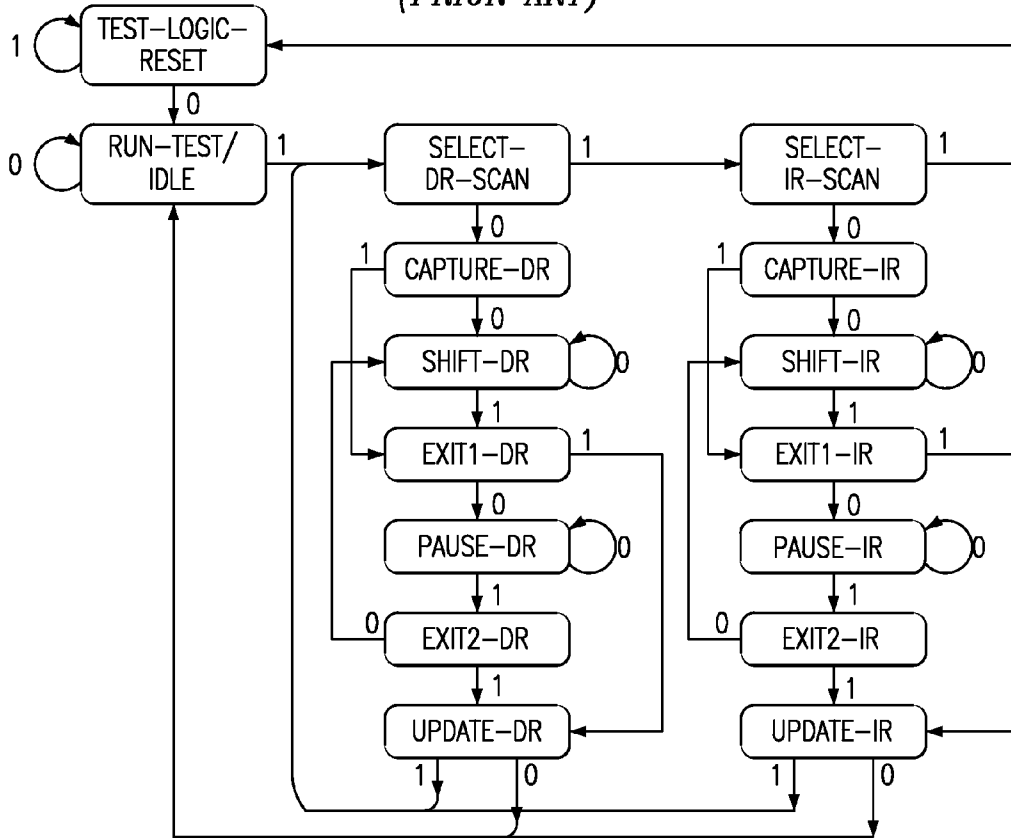 (PRIOR ART)
TEST-LOGIC-
RESET
1
0
RUN-TEST/
IDLE
0
1
SELECT-
DR-SCAN
1
SELECT-
IR-SCAN
1
0
0
1
CAPTURE-DR
1
CAPTURE-IR
0
0
SHIFT-DR
0
SHIFT-IR
0
1
1
EXIT1-DR
1
EXIT1-IR
1
0
0
PAUSE-DR
0
PAUSE-IR
0
1
1
0
EXIT2-DR
0
EXIT2-IR
1
1
UPDATE-DR
UPDATE-IR
1
0
1
0